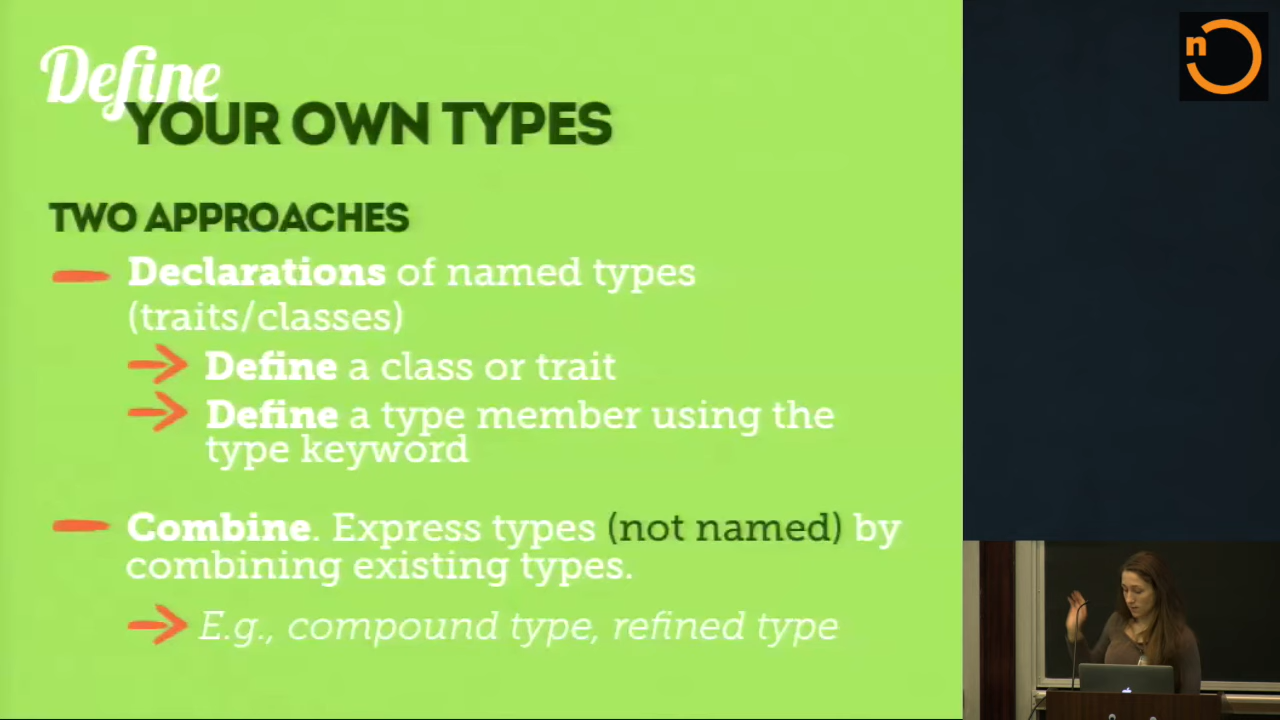 Define
YOUR OWN TYPES
TWO APPROACHES
Declarations of named types
(traits/classes)
Define a class or trait
Define a type member using the
type keyword
Combine. Express types (not named) by
combining existing types.
E.g., compound type, refined type
n